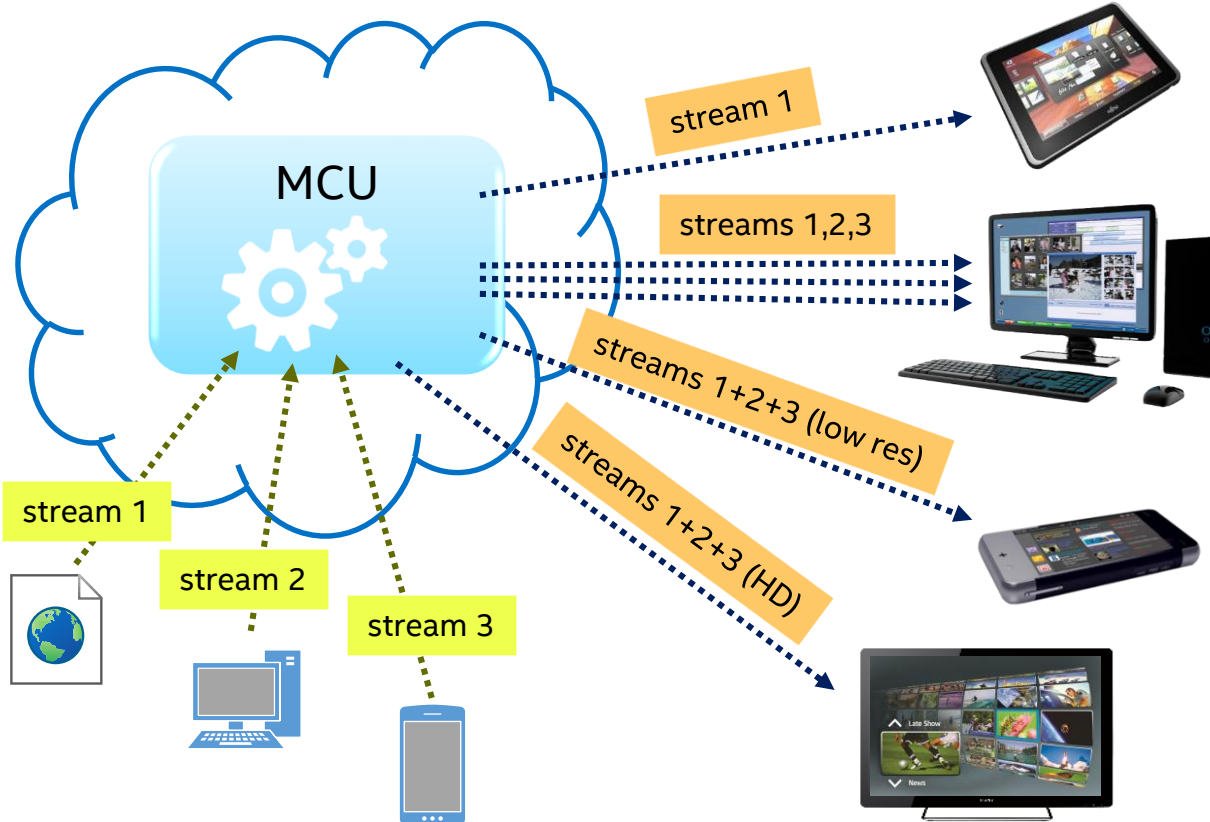 MCU
stream 1
streams 1,2,3
streams 1+2+3 (low res)
streams 1+2+3 (HD)
stream 1
stream 2
stream 3
Late Show
News